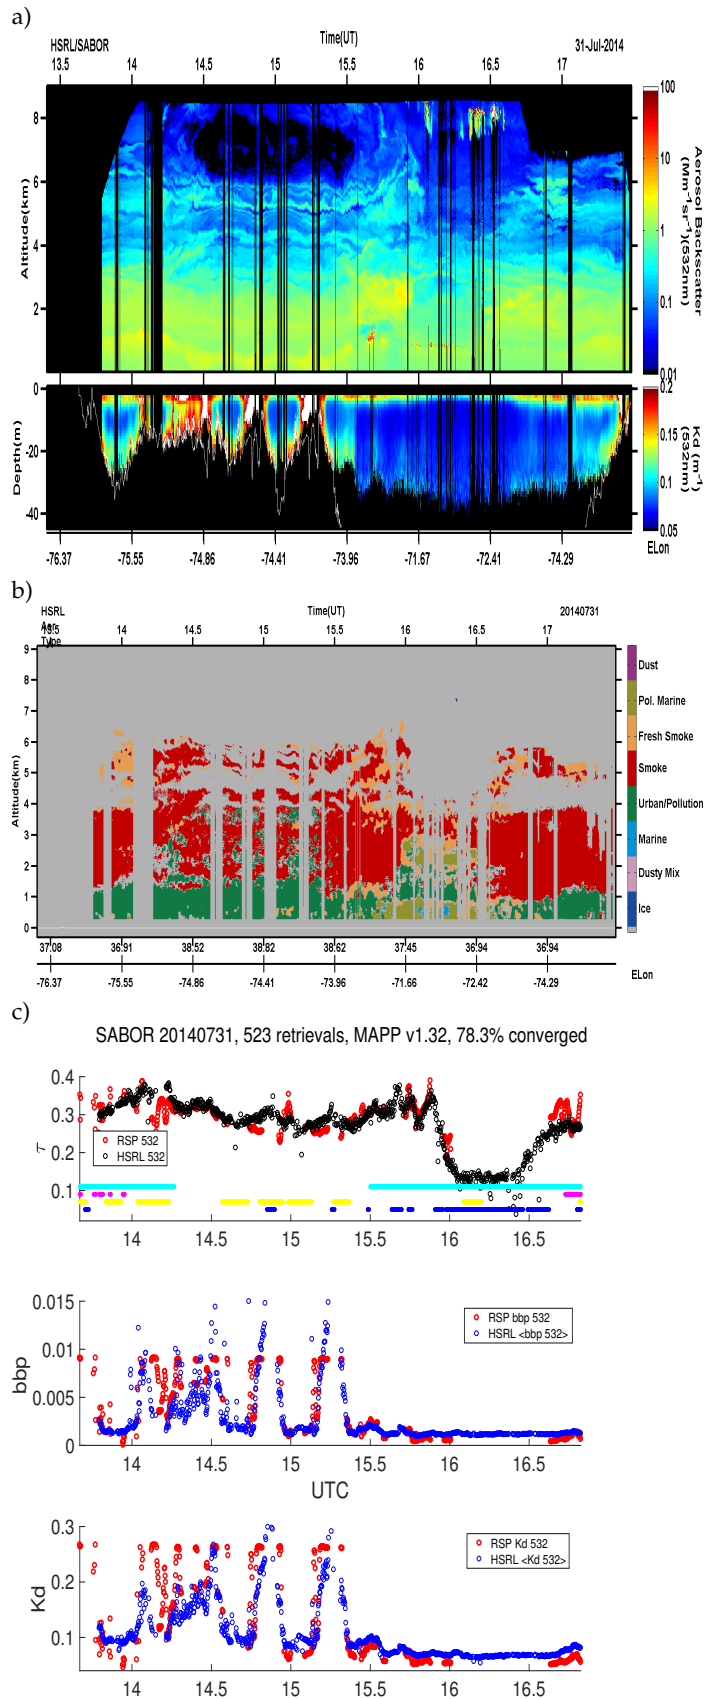 a)
HSRL/SABOR Time(UT) 31-Jul-2014
13.5 14 14.5 15 15.5 16 16.5 17
Altitude(km)
8
6
4
2
100
10
1
0.1
0.01
Aerosol Backscatter
(Mm⁻¹sr⁻¹)(532nm)
Depth(m)
0
-20
-40
0.2
0.15
0.1
0.05
Kd (m⁻¹)
(532nm)
-76.37 -75.55 -74.86 -74.41 -73.96 -71.67 -72.41 -74.29
ELon
b)
HSRL Time(UT) 20140731
Aer
Type
13.5 14 14.5 15 15.5 16 16.5 17
Altitude(km)
9
8
7
6
5
4
3
2
1
0
Dust
Pol. Marine
Fresh Smoke
Smoke
Urban/Pollution
Marine
Dusty Mix
Ice
37.08 36.91 38.52 38.82 38.62 37.45 36.94 36.94
-76.37 -75.55 -74.86 -74.41 -73.96 -71.66 -72.42 -74.29
ELon
c)
SABOR 20140731, 523 retrievals, MAPP v1.32, 78.3% converged
τ
0.4
0.3
0.2
0.1
RSP 532
HSRL 532
14 14.5 15 15.5 16 16.5
bbp
0.015
0.01
0.005
0
RSP bbp 532
HSRL <bbp 532>
14 14.5 15 15.5 16 16.5
UTC
Kd
0.3
0.2
0.1
RSP Kd 532
HSRL <Kd 532>
14 14.5 15 15.5 16 16.5